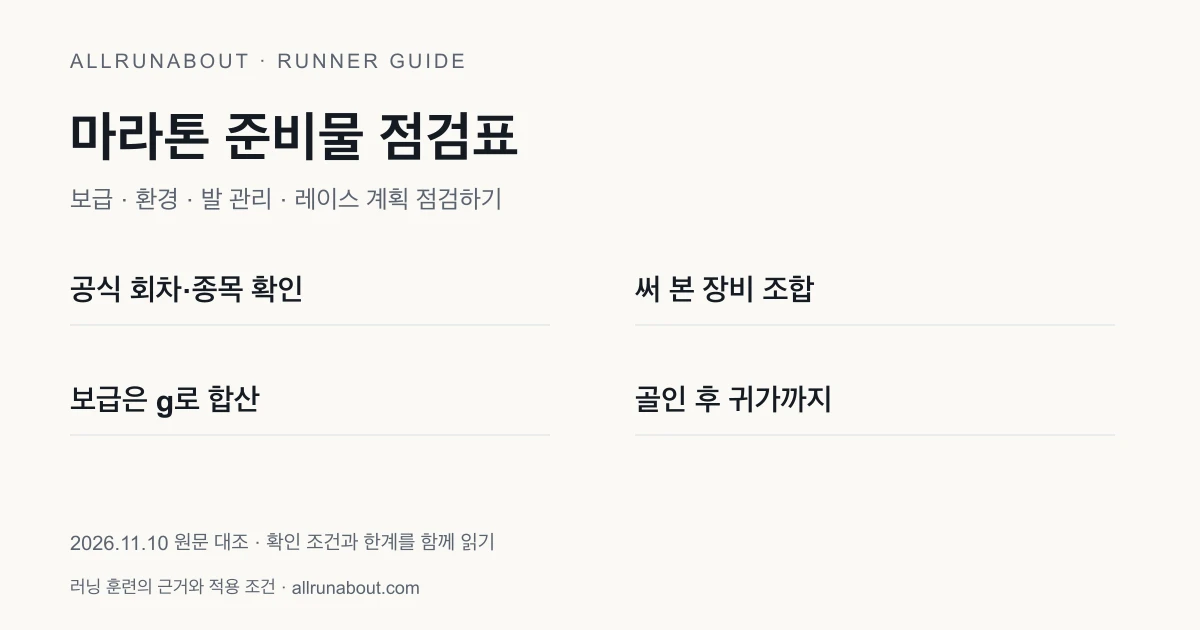 ALLRUNABOUT · RUNNER GUIDE
마라톤 준비물 점검표
보급 · 환경 · 발 관리 · 레이스 계획 점검하기
공식 회차·종목 확인
써 본 장비 조합
보급은 g로 합산
골인 후 귀가까지
2026.11.10 원문 대조 · 확인 조건과 한계를 함께 읽기
러닝 훈련의 근거와 적용 조건 · allrunabout.com